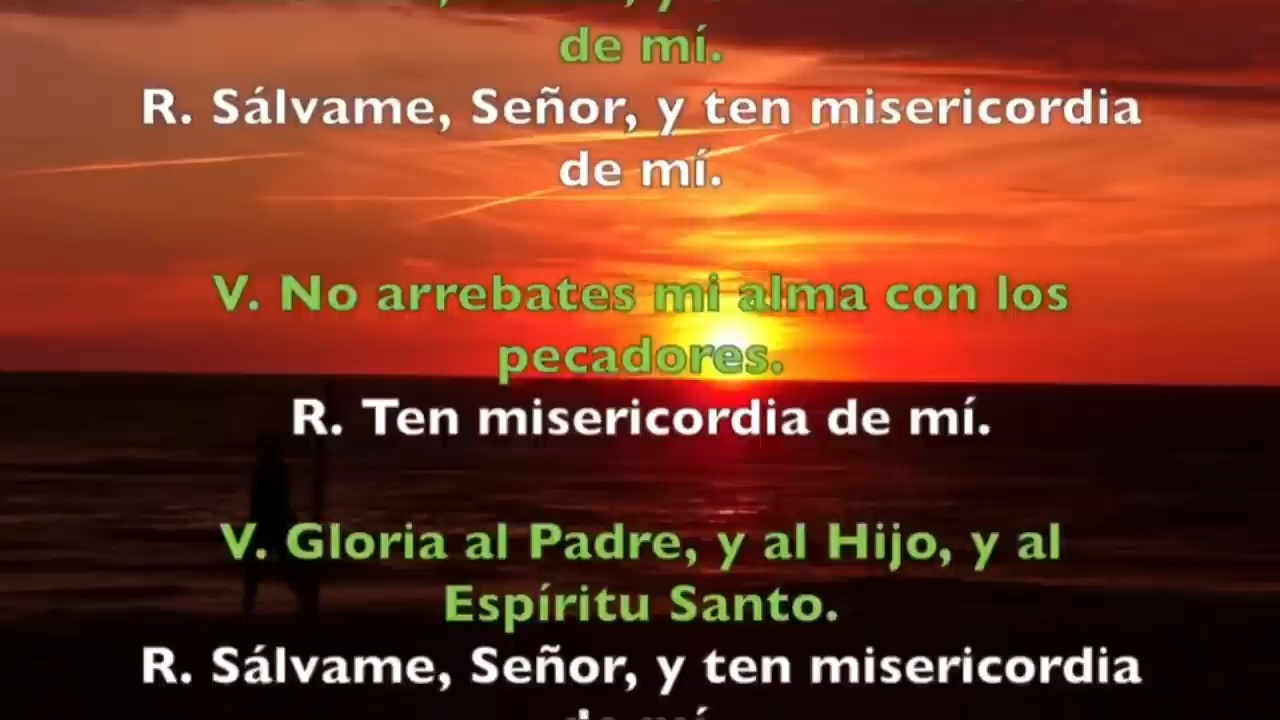 de mí.
R. Sálvame, Señor, y ten misericordia
de mí.
V. No arrebates mi alma con los
pecadores.
R. Ten misericordia de mí.
V. Gloria al Padre, y al Hijo, y al
Espíritu Santo.
R. Sálvame, Señor, y ten misericordia